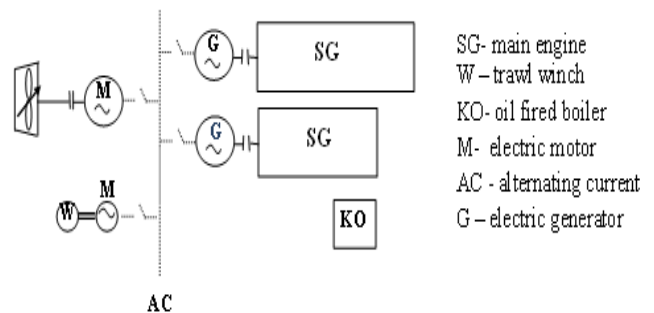 G
SG
M
G
SG
M
W
KO
AC
SG- main engine
W – trawl winch
KO- oil fired boiler
M- electric motor
AC - alternating current
G – electric generator